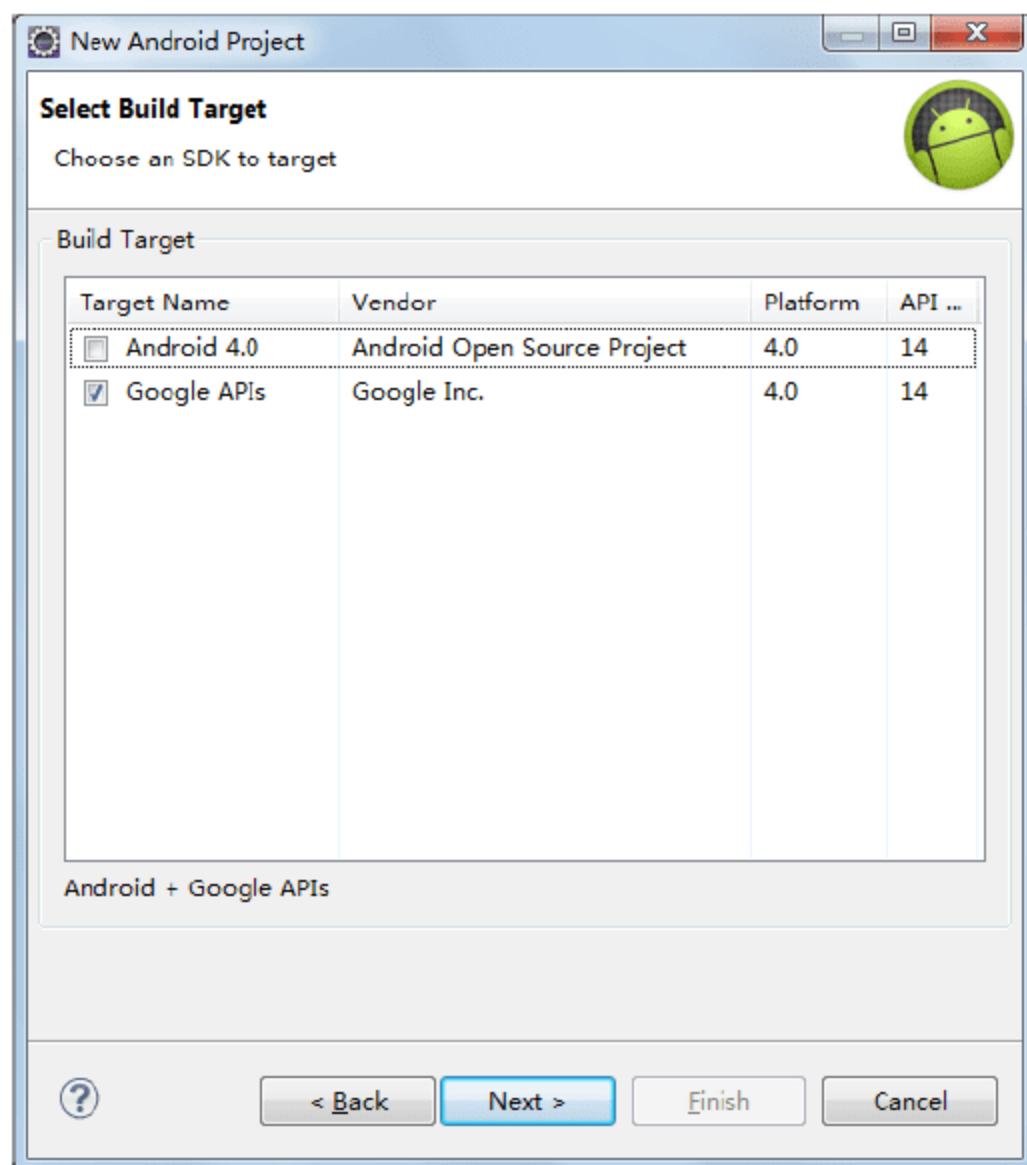 New Android Project
Select Build Target
Choose an SDK to target
Build Target
Target Name Vendor Platform API ...
Android 4.0 Android Open Source Project 4.0 14
Google APIs Google Inc. 4.0 14
Android + Google APIs
? < Back Next > Finish Cancel